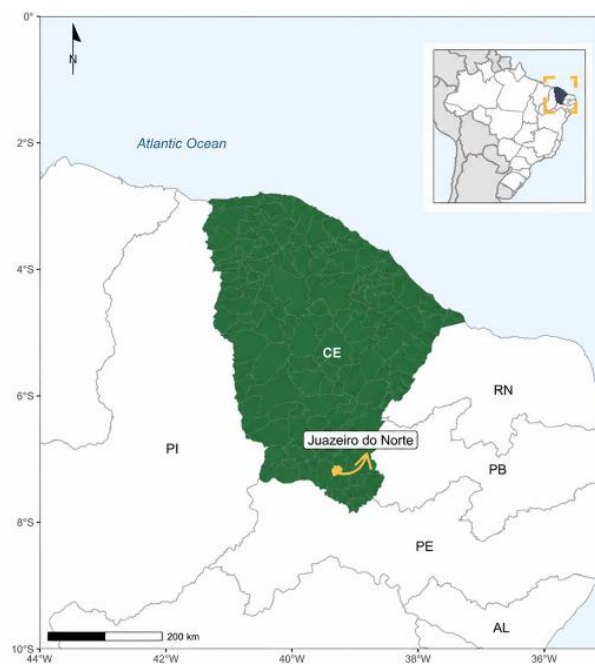 0°
N
2°S
Atlantic Ocean
4°S
CE
6°S
RN
Juazeiro do Norte
PI
PB
8°S
PE
AL
200 km
10°S
44°W
42°W
40°W
38°W
36°W